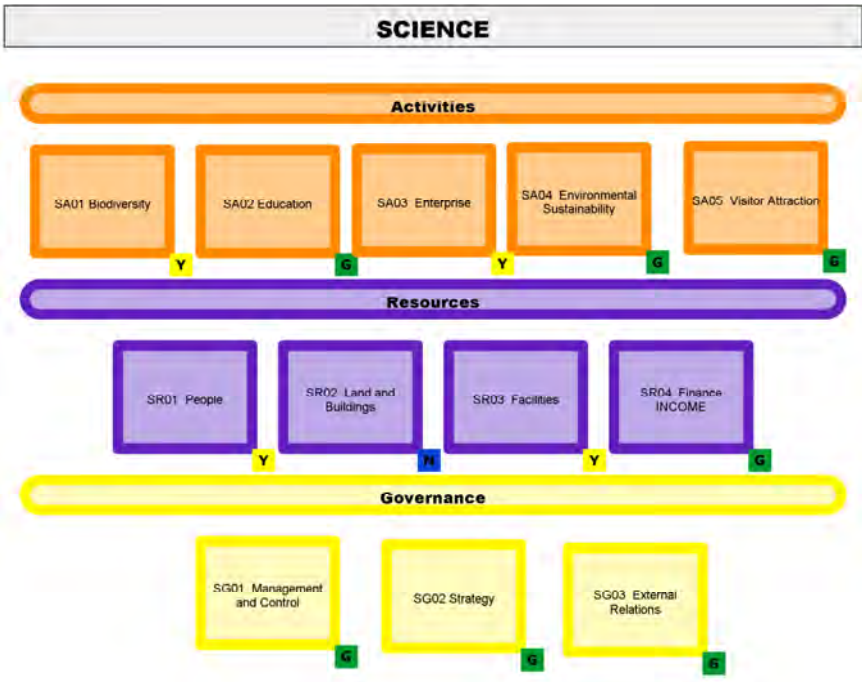 SCIENCE
Activities
SA01 Biodiversity
Y
SA02 Education
G
SA03 Enterprise
Y
SA04 Environmental
Sustainability
G
SA05 Visitor Attraction
G
Resources
SR01 People
Y
SR02 Land and
Buildings
N
SR03 Facilities
Y
SR04 Finance
INCOME
G
Governance
SG01 Management
and Control
G
SG02 Strategy
G
SG03 External
Relations
G